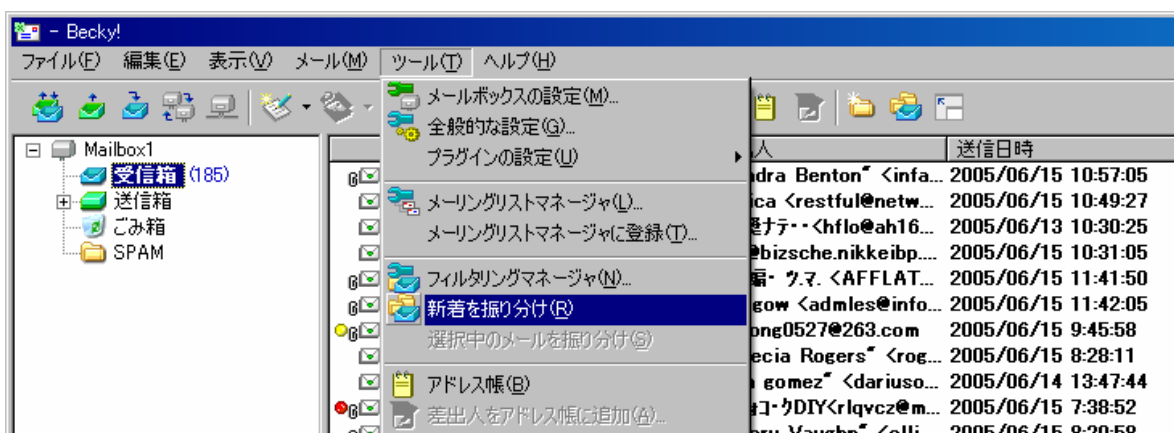 - Becky!
ファイル(F) 編集(E) 表示(V) メール(M) ツール(T) ヘルプ(H)
メールボックスの設定(M)...
全般的な設定(G)...
プラグインの設定(U)
メーリングリストマネージャ(L)...
メーリングリストマネージャに登録(T)...
フィルタリングマネージャ(N)...
新着を振り分け(R)
選択中のメールを振り分け(S)
アドレス帳(B)
差出人をアドレス帳に追加(A)...
Mailbox1
受信箱 (185)
送信箱
ごみ箱
SPAM
人 送信日時
dra Benton" <infa... 2005/06/15 10:57:05
ica <restful@netw... 2005/06/15 10:49:27
<hflo@ah16... 2005/06/13 10:30:25
@bizsche.nikkeibp.... 2005/06/15 10:31:05
<AFFLAT... 2005/06/15 11:41:50
gow <admles@info... 2005/06/15 11:42:05
ong0527@263.com 2005/06/15 9:45:58
ecia Rogers" <rog... 2005/06/15 8:28:11
gomez" <dariuso... 2005/06/14 13:47:44
DIY<rlqvcz@m... 2005/06/15 7:38:52
2005/06/15 8:20:58